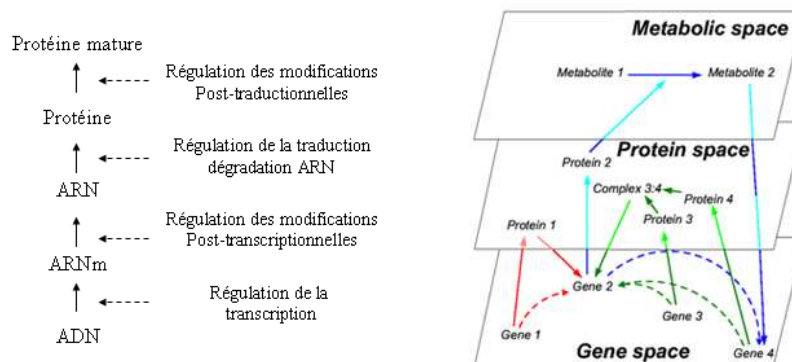 Protéine mature
Régulation des modifications
Post-traductionnelles
Protéine
Régulation de la traduction
dégradation ARN
ARN
Régulation des modifications
Post-transcriptionnelles
ARNm
Régulation de la
transcription
ADN
Metabolic space
Metabolite 1
Metabolite 2
Protein space
Protein 2
Complex 3:4
Protein 4
Protein 3
Protein 1
Gene 2
Gene 3
Gene 1
Gene 4
Gene space